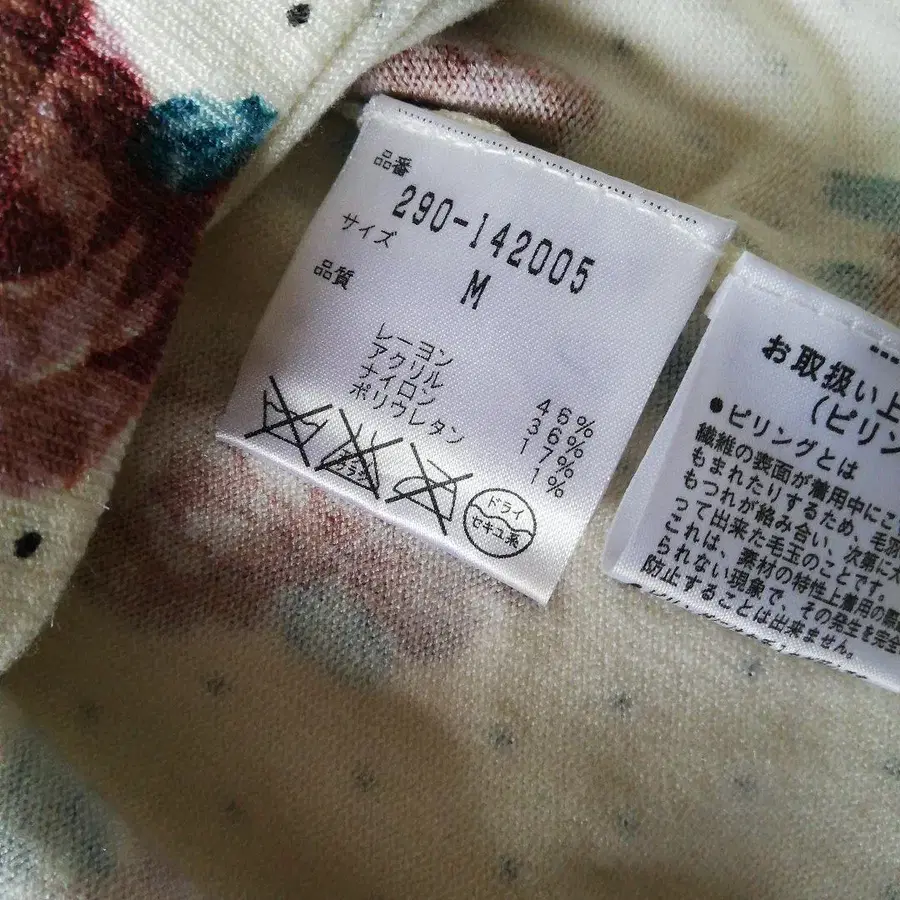 品番
290-142005
サイズ
M
品質
レーヨン 46%
アクリル 36%
ナイロン 17%
ポリウレタン 1%
ドライ
セキユ系
お取扱い上
(ピリン
●ピリングとは
繊維の表面が着用中にこ
もまれたりするため、毛羽
もつれが絡み合い、次第に大
って出来た毛玉のことです。
これは、素材の特性上着用の際
られない現象で、その発生を完全
防止することは出来ません。